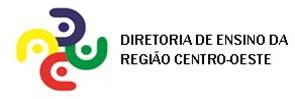 DIRETORIA DE ENSINO DA
REGIÃO CENTRO-OESTE